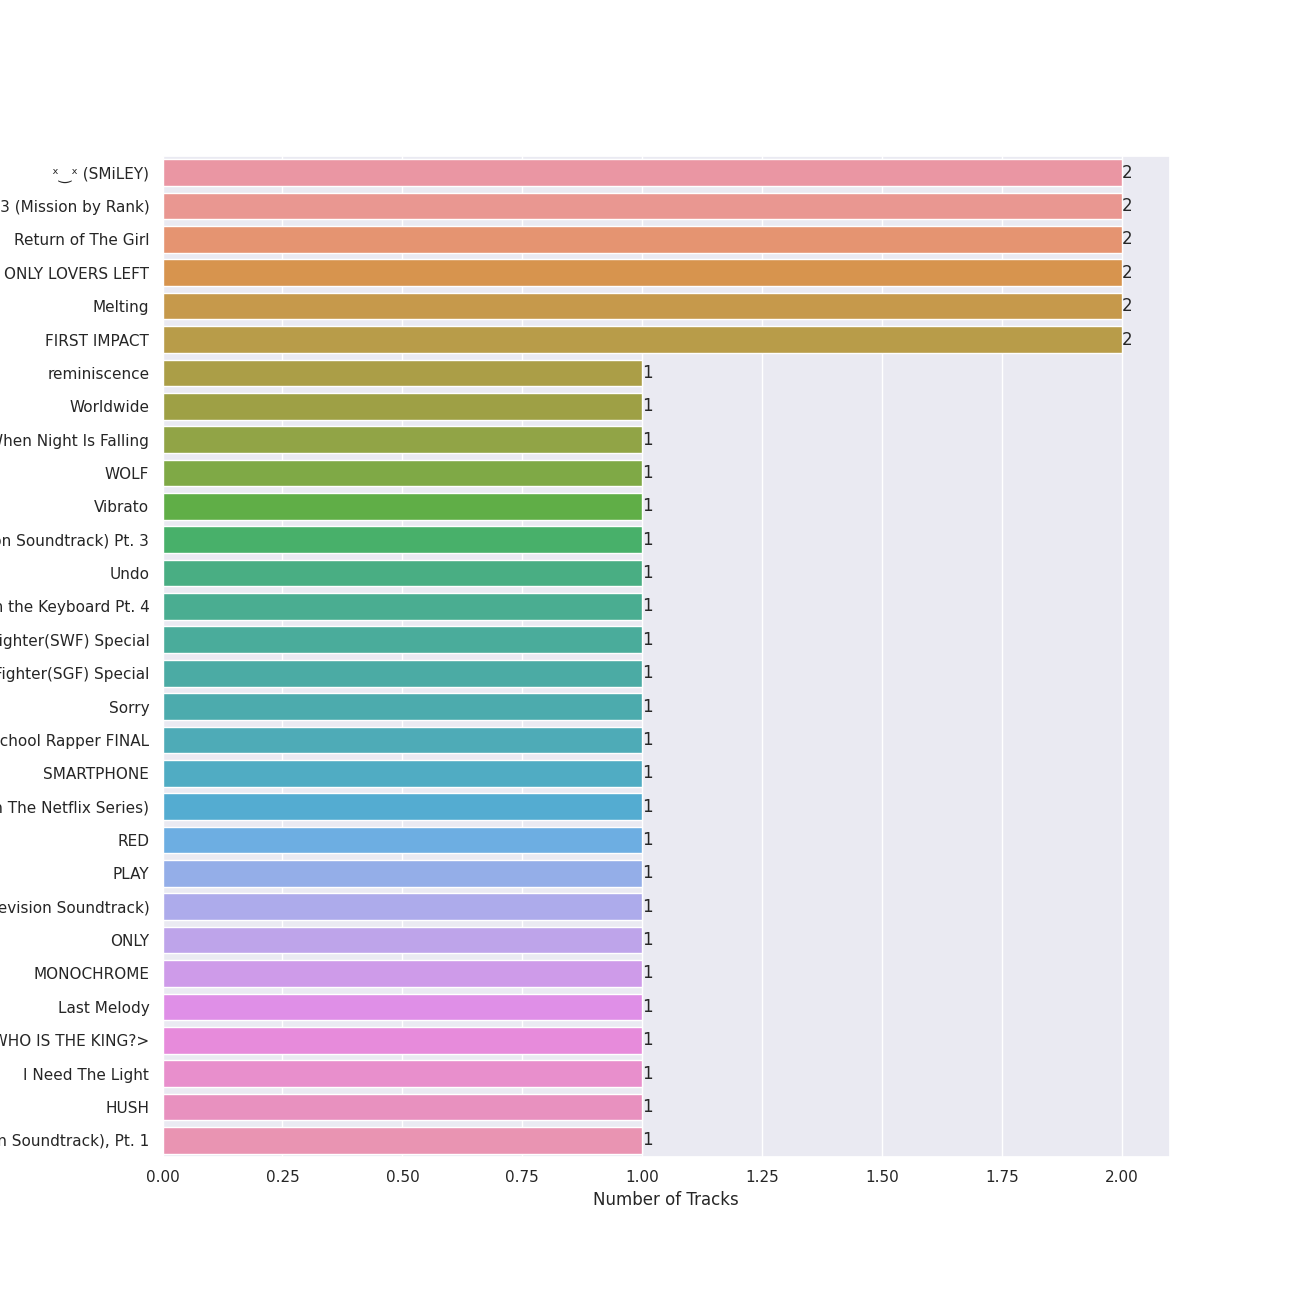 ˣ‿ˣ (SMiLEY) 2
3 (Mission by Rank) 2
Return of The Girl 2
ONLY LOVERS LEFT 2
Melting 2
FIRST IMPACT 2
reminiscence 1
Worldwide 1
When Night Is Falling 1
WOLF 1
Vibrato 1
on Soundtrack) Pt. 3 1
Undo 1
n the Keyboard Pt. 4 1
ighter(SWF) Special 1
Fighter(SGF) Special 1
Sorry 1
chool Rapper FINAL 1
SMARTPHONE 1
n The Netflix Series) 1
RED 1
PLAY 1
evision Soundtrack) 1
ONLY 1
MONOCHROME 1
Last Melody 1
WHO IS THE KING?> 1
I Need The Light 1
HUSH 1
n Soundtrack), Pt. 1 1
0.00 0.25 0.50 0.75 1.00 1.25 1.50 1.75 2.00
Number of Tracks